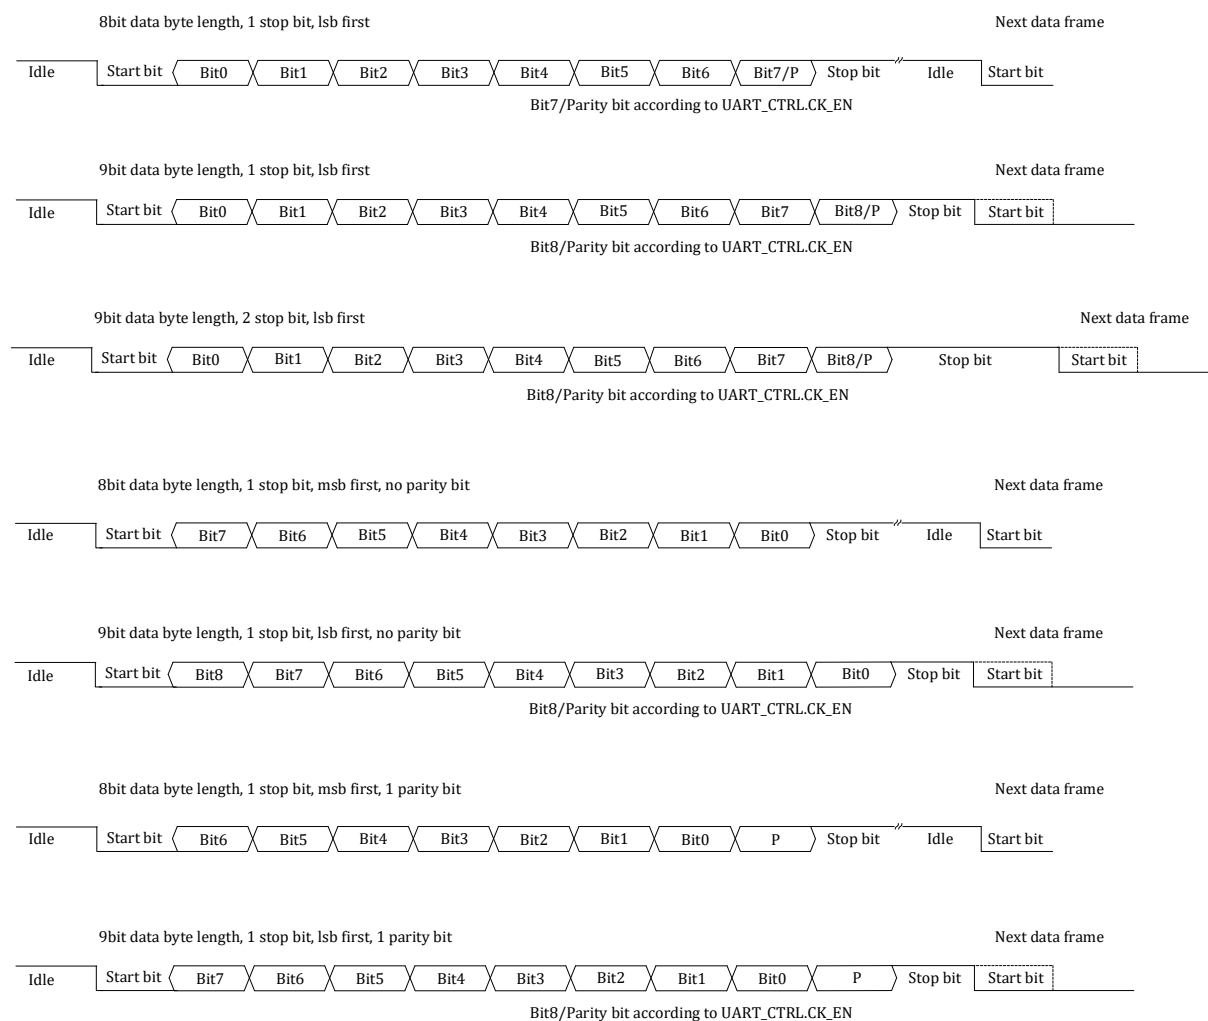 8bit data byte length, 1 stop bit, lsb first Next data frame
Idle Start bit Bit0 Bit1 Bit2 Bit3 Bit4 Bit5 Bit6 Bit7/P Stop bit Idle Start bit
Bit7/Parity bit according to UART_CTRL.CK_EN
9bit data byte length, 1 stop bit, lsb first Next data frame
Idle Start bit Bit0 Bit1 Bit2 Bit3 Bit4 Bit5 Bit6 Bit7 Bit8/P Stop bit Start bit
Bit8/Parity bit according to UART_CTRL.CK_EN
9bit data byte length, 2 stop bit, lsb first Next data frame
Idle Start bit Bit0 Bit1 Bit2 Bit3 Bit4 Bit5 Bit6 Bit7 Bit8/P Stop bit Start bit
Bit8/Parity bit according to UART_CTRL.CK_EN
8bit data byte length, 1 stop bit, msb first, no parity bit Next data frame
Idle Start bit Bit7 Bit6 Bit5 Bit4 Bit3 Bit2 Bit1 Bit0 Stop bit Idle Start bit
9bit data byte length, 1 stop bit, lsb first, no parity bit Next data frame
Idle Start bit Bit8 Bit7 Bit6 Bit5 Bit4 Bit3 Bit2 Bit1 Bit0 Stop bit Start bit
Bit8/Parity bit according to UART_CTRL.CK_EN
8bit data byte length, 1 stop bit, msb first, 1 parity bit Next data frame
Idle Start bit Bit6 Bit5 Bit4 Bit3 Bit2 Bit1 Bit0 P Stop bit Idle Start bit
9bit data byte length, 1 stop bit, lsb first, 1 parity bit Next data frame
Idle Start bit Bit7 Bit6 Bit5 Bit4 Bit3 Bit2 Bit1 Bit0 P Stop bit Start bit
Bit8/Parity bit according to UART_CTRL.CK_EN